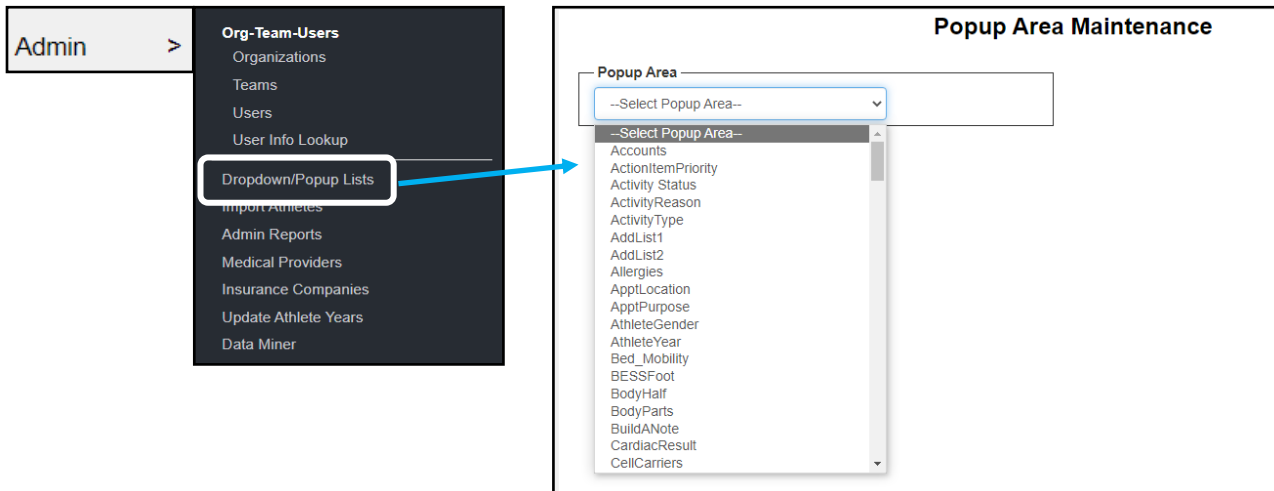 Admin >
Org-Team-Users
Organizations
Teams
Users
User Info Lookup
Dropdown/Popup Lists
Import Athletes
Admin Reports
Medical Providers
Insurance Companies
Update Athlete Years
Data Miner
Popup Area Maintenance
Popup Area
--Select Popup Area--
--Select Popup Area--
Accounts
ActionItemPriority
Activity Status
ActivityReason
ActivityType
AddList1
AddList2
Allergies
ApptLocation
ApptPurpose
AthleteGender
AthleteYear
Bed_Mobility
BESSFoot
BodyHalf
BodyParts
BuildANote
CardiacResult
CellCarriers